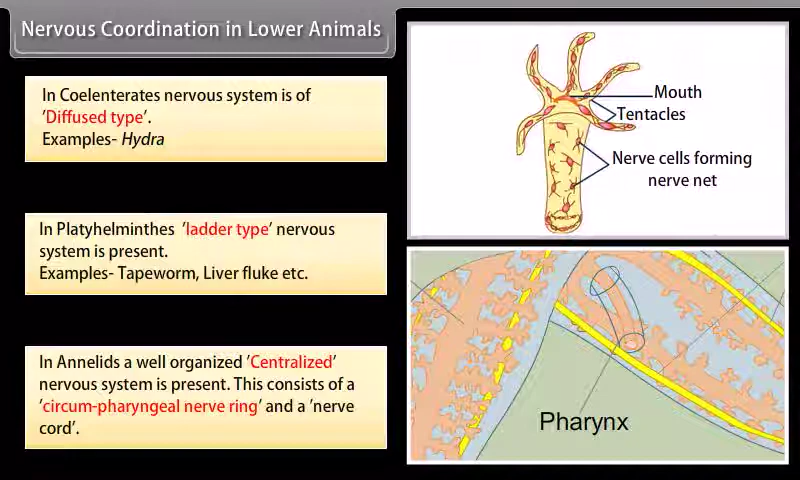 Nervous Coordination in Lower Animals
In Coelenterates nervous system is of
'Diffused type'.
Examples- Hydra
In Platyhelminthes 'ladder type' nervous
system is present.
Examples- Tapeworm, Liver fluke etc.
In Annelids a well organized 'Centralized'
nervous system is present. This consists of a
'circum-pharyngeal nerve ring' and a 'nerve
cord'.
Mouth
Tentacles
Nerve cells forming
nerve net
Pharynx